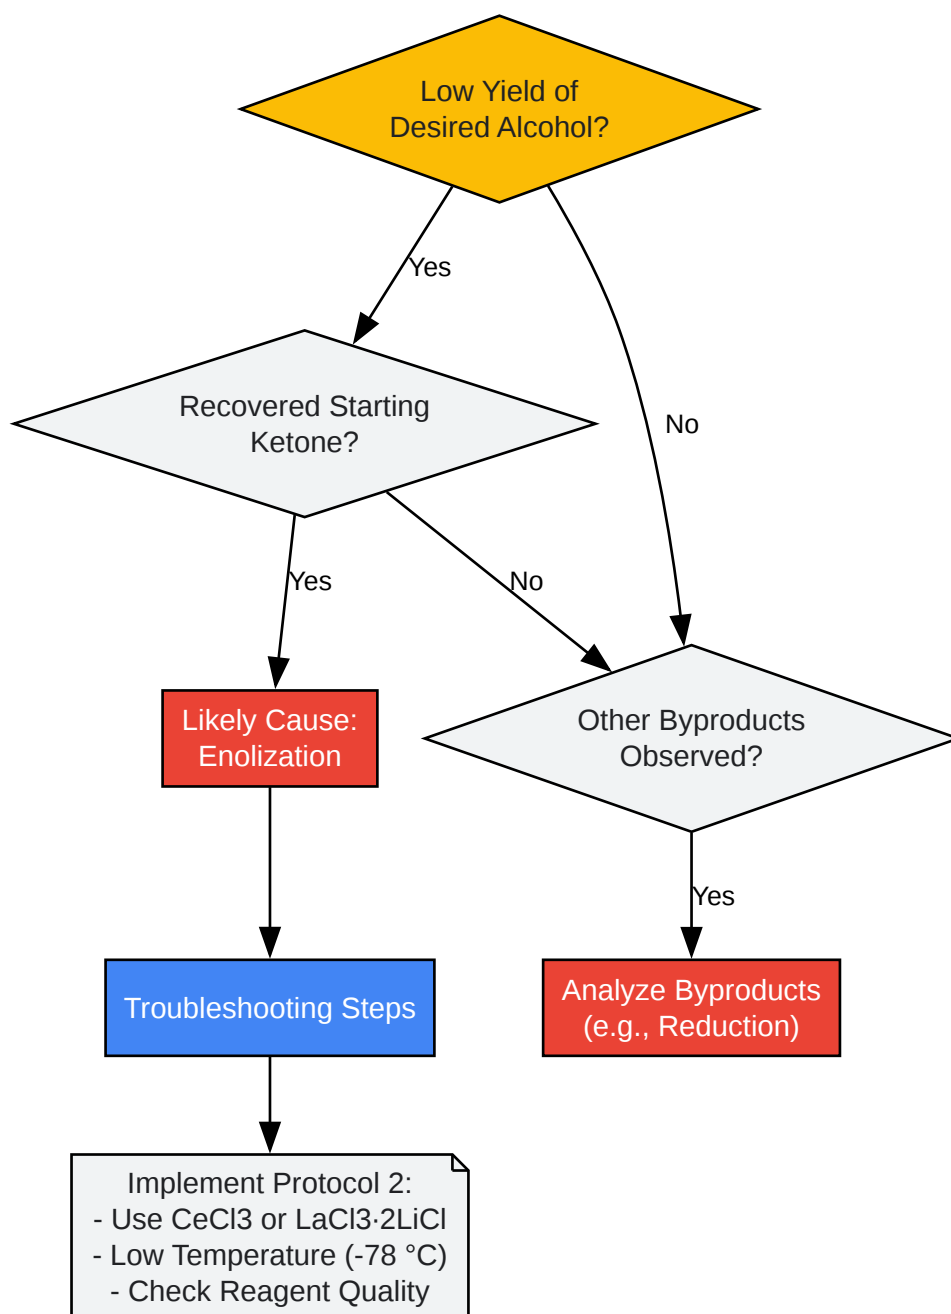 Low Yield of
Desired Alcohol?
Yes
No
Recovered Starting
Ketone?
Yes
No
Likely Cause:
Enolization
Other Byproducts
Observed?
Yes
Troubleshooting Steps
Analyze Byproducts
(e.g., Reduction)
Implement Protocol 2:
- Use CeCl3 or LaCl3·2LiCl
- Low Temperature (-78 °C)
- Check Reagent Quality